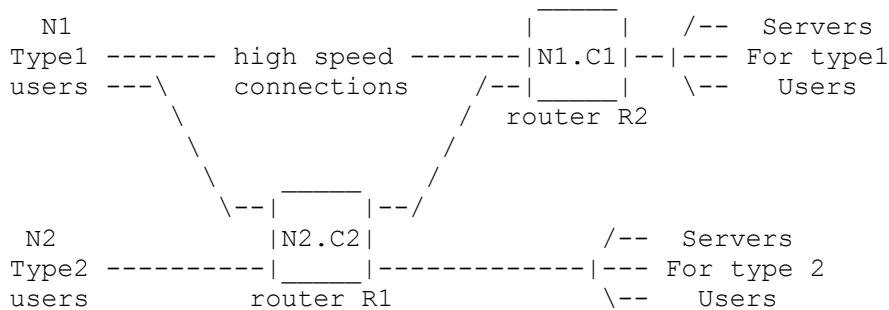 N1 /-- Servers
Type1 ------- high speed -------|N1.C1|--|--- For type1
users ---\ connections /--|_____| \-- Users
router R2
N2 |N2.C2| /-- Servers
Type2 ----------|_____|-------------|--- For type 2
users router R1 \-- Users